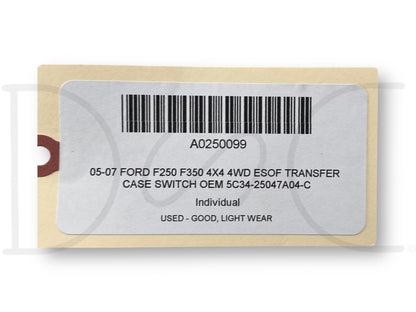 A0250099
05-07 FORD F250 F350 4X4 4WD ESOF TRANSFER
CASE SWITCH OEM 5C34-25047A04-C
Individual
USED - GOOD, LIGHT WEAR